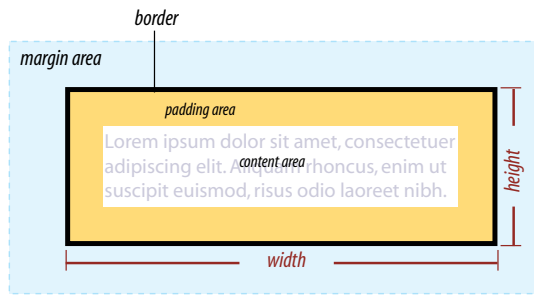 border
margin area
padding area
Lorem ipsum dolor sit amet, consectetuer
adipiscing elit. Aliquam rhoncus, enim ut
content area
suscipit euismod, risus odio laoreet nibh.
height
width